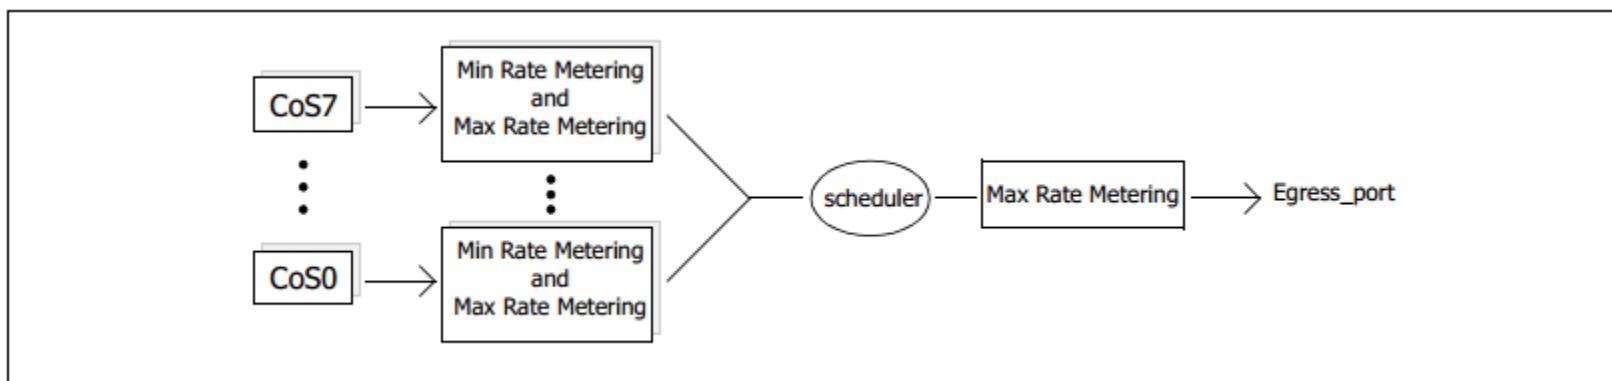 CoS7
Min Rate Metering
and
Max Rate Metering
CoS0
Min Rate Metering
and
Max Rate Metering
scheduler
Max Rate Metering
Egress_port